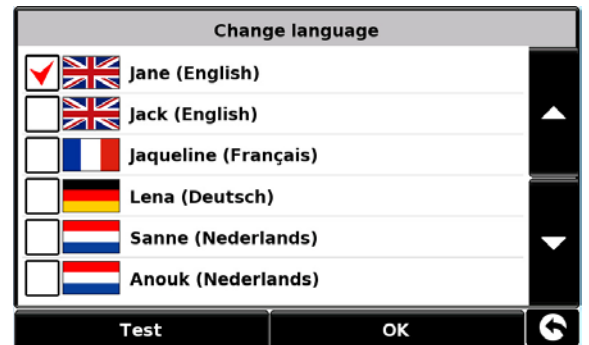 Change language
Jane (English)
Jack (English)
Jaqueline (Français)
Lena (Deutsch)
Sanne (Nederlands)
Anouk (Nederlands)
Test OK